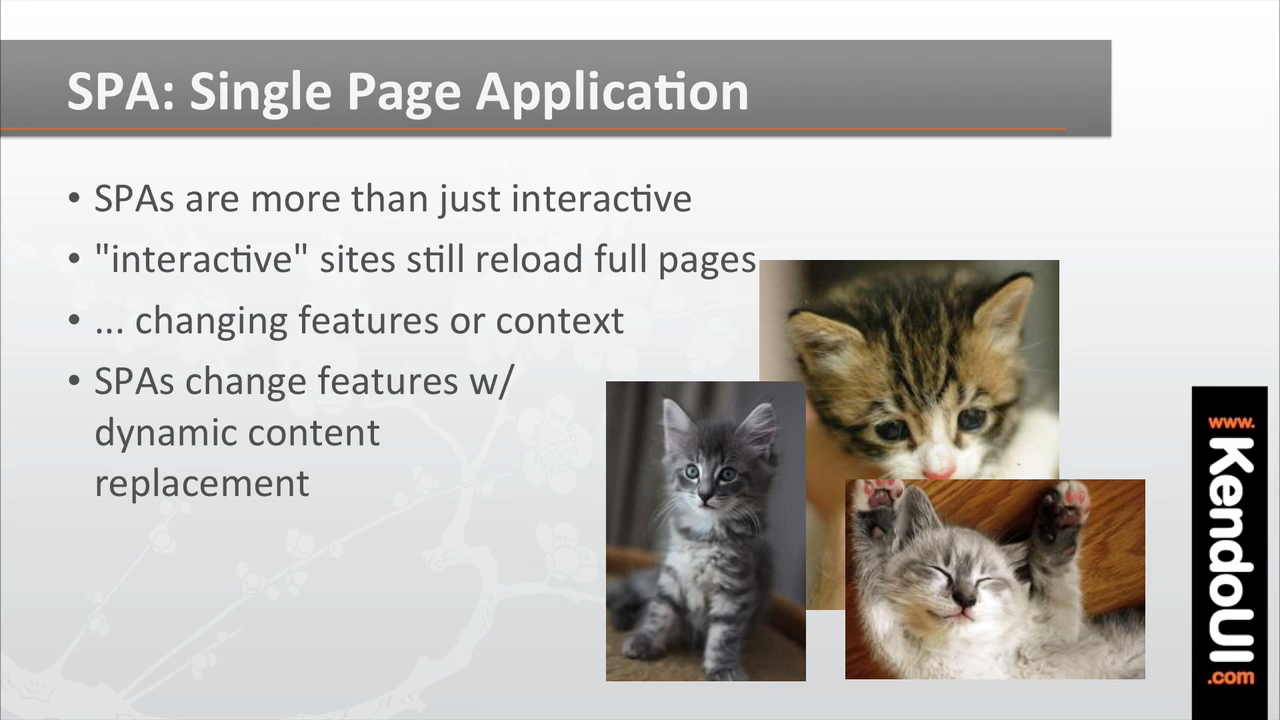 SPA: Single Page Application
• SPAs are more than just interactive
• "interactive" sites still reload full pages
• ... changing features or context
• SPAs change features w/
dynamic content
replacement
www.
KendoUI
.com